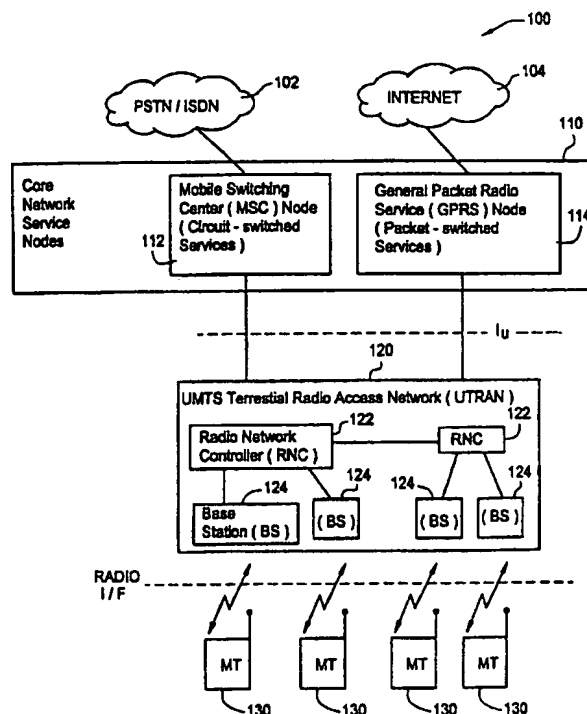 100
102
104
PSTN / ISDN
INTERNET
110
Core
Network
Service
Nodes
Mobile Switching
Center ( MSC ) Node
( Circuit - switched
Services )
112
General Packet Radio
Service ( GPRS ) Node
( Packet - switched
Services )
114
IU
120
UMTS Terrestial Radio Access Network ( UTRAN )
122
Radio Network
Controller ( RNC )
122
RNC
124
Base
Station ( BS )
124
( BS )
124
( BS )
124
( BS )
RADIO
I / F
MT
MT
MT
MT
130
130
130
130